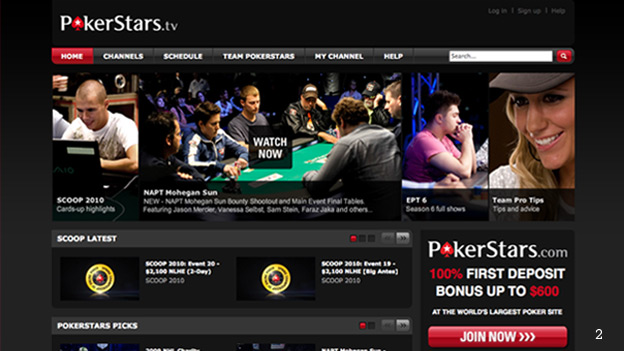 PokerStars.tv
Log in | Sign up | Help
HOME CHANNELS SCHEDULE TEAM POKERSTARS MY CHANNEL HELP
Search...
WATCH
NOW
SCOOP 2010
Cards-up highlights
NAPT Mohegan Sun
NEW - NAPT Mohegan Sun Bounty Shootout and Main Event Final Tables
Featuring Jason Mercier, Vanessa Selbst, Sam Stein, Faraz Jaka and others...
EPT 6
Season 6 full shows
Team Pro Tips
Tips and advice
SCOOP LATEST
SCOOP 2010: Event 20 -
$2,100 NLHE (2-Day)
SCOOP 2010
SCOOP 2010: Event 19 -
$2,100 NLHE [Big Antes]
SCOOP 2010
PokerStars.com
100% FIRST DEPOSIT
BONUS UP TO $600
AT THE WORLD'S LARGEST POKER SITE
JOIN NOW >>>
POKERSTARS PICKS
2